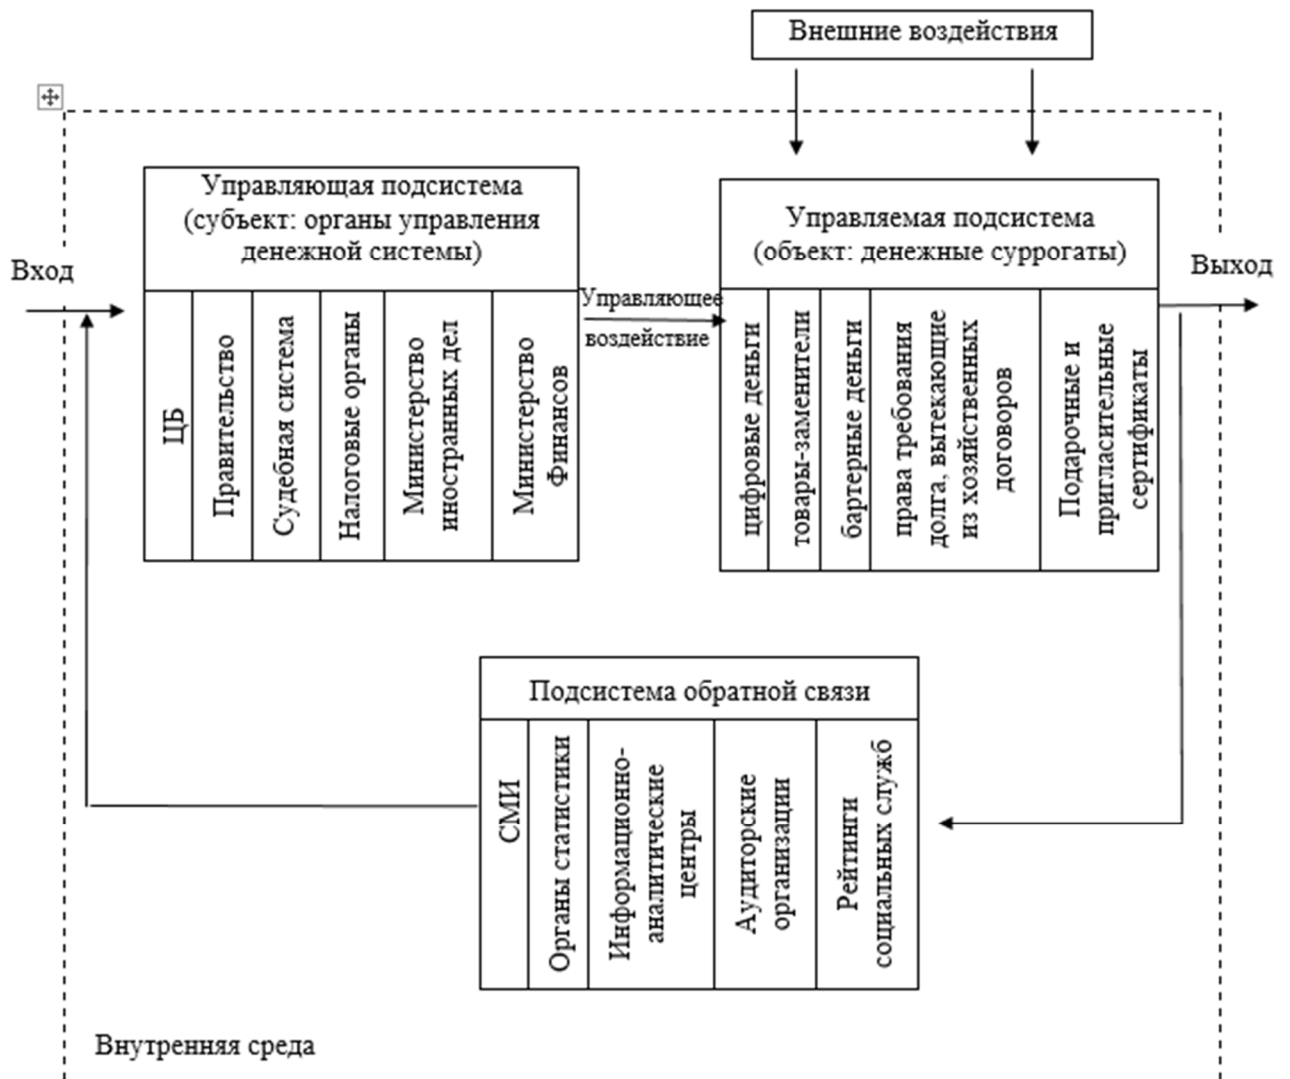 Внешние воздействия
Управляющая подсистема
(субъект: органы управления
денежной системы)
Управляемая подсистема
(объект: денежные суррогаты)
Вход
Выход
Управляющее
воздействие
ЦБ
Правительство
Судебная система
Налоговые органы
Министерство
иностранных дел
Министерство
Финансов
цифровые деньги
товары-заменители
бартерные деньги
права требования
долга, вытекающие
из хозяйственных
договоров
Подарочные и
пригласительные
сертификаты
Подсистема обратной связи
СМИ
Органы статистики
Информационно-
аналитические
центры
Аудиторские
организации
Рейтинги
социальных служб
Внутренняя среда